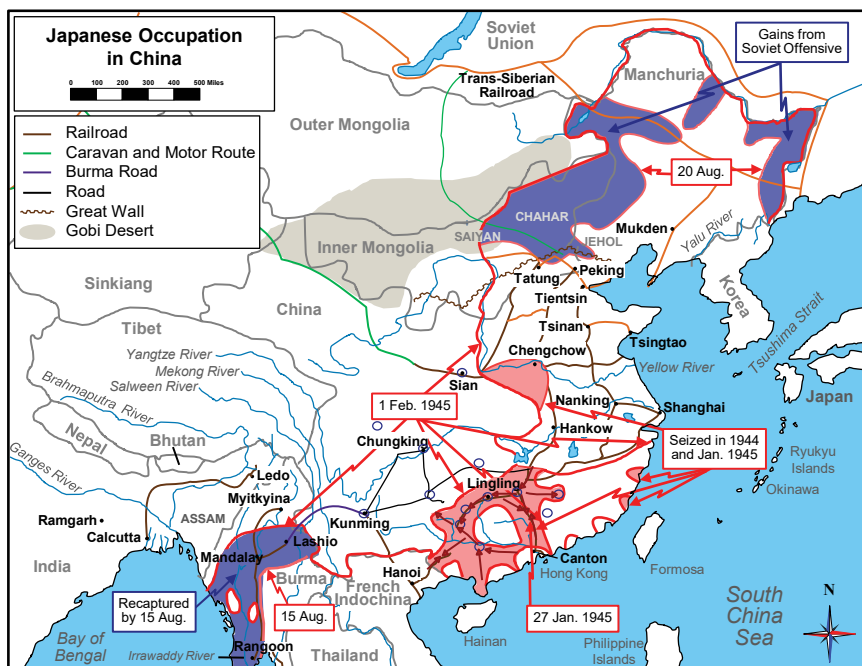 Japanese Occupation
in China
0 100 200 300 400 500 Miles
Railroad
Caravan and Motor Route
Burma Road
Road
Great Wall
Gobi Desert
Soviet
Union
Gains from
Soviet Offensive
Trans-Siberian
Railroad
Manchuria
Outer Mongolia
20 Aug.
CHAHAR
SAIYAN
JEHOL
Mukden
Yalu River
Inner Mongolia
Tatung
Peking
Sinkiang
China
Tientsin
Korea
Tsinan
Tibet
Tsingtao
Tsushima Strait
Yangtze River
Chengchow
Yellow River
Mekong River
Salween River
Sian
Brahmaputra River
Japan
1 Feb. 1945
Nanking
Shanghai
Nepal
Bhutan
Hankow
Seized in 1944
and Jan. 1945
Chungking
Ryukyu
Islands
Ganges River
Ledo
Lingling
Okinawa
Myitkyina
Ramgarh
ASSAM
Kunming
Calcutta
Lashio
Mandalay
Canton
India
Burma
Hanoi
Hong Kong
Formosa
French
Indochina
Recaptured
by 15 Aug.
15 Aug.
27 Jan. 1945
South
China
Sea
N
Bay of
Bengal
Hainan
Rangoon
Irrawaddy River
Thailand
Philippine
Islands